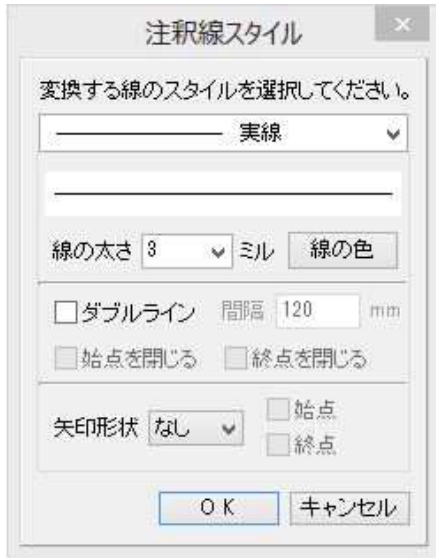 注釈線スタイル
変換する線のスタイルを選択してください。
実線
線の太さ 3 ミル 線の色
ダブルライン 間隔 120 mm
始点を閉じる 終点を閉じる
矢印形状 なし 始点
終点
OK キャンセル